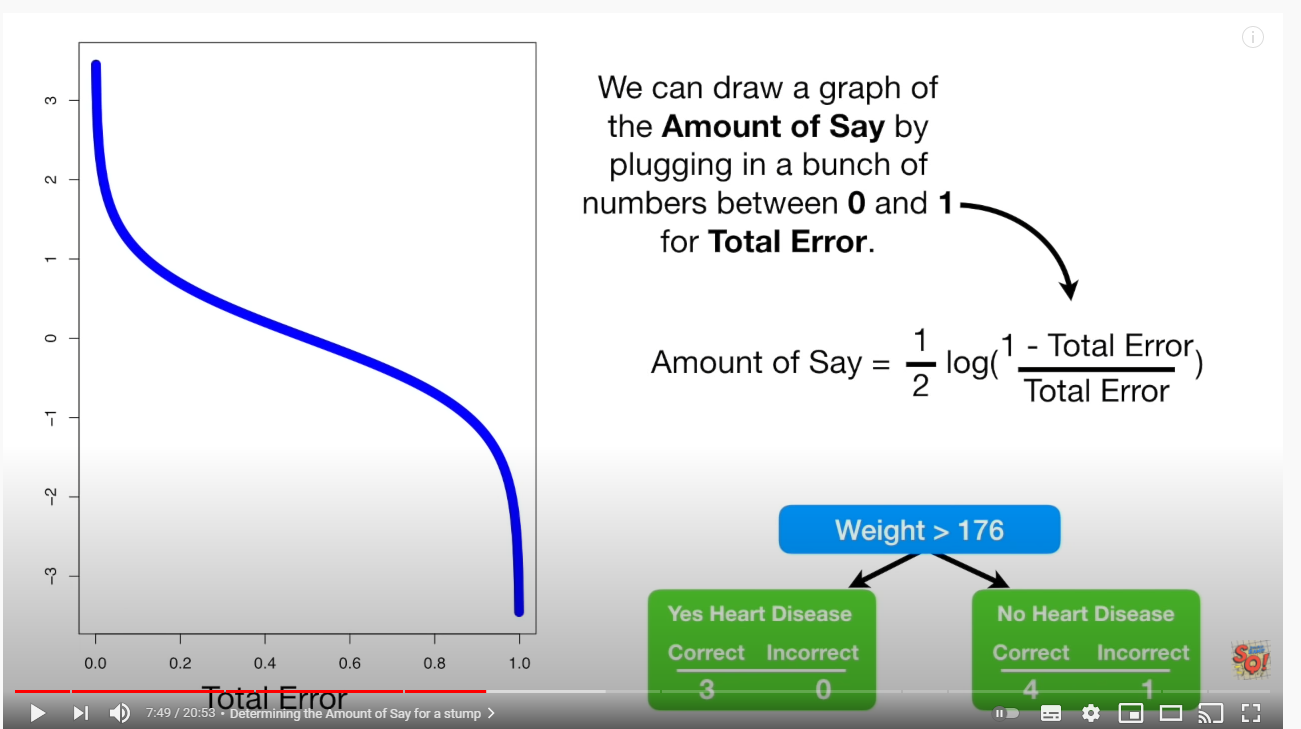 We can draw a graph of
the Amount of Say by
plugging in a bunch of
numbers between 0 and 1
for Total Error.
3
2
1
0
-1
-2
-3
0.0 0.2 0.4 0.6 0.8 1.0
Total Error
Amount of Say = 1/2 log(1 - Total Error / Total Error)
Weight > 176
Yes Heart Disease
Correct Incorrect
3 0
No Heart Disease
Correct Incorrect
4 1
SQ!
7:49 / 20:53 • Determining the Amount of Say for a stump >